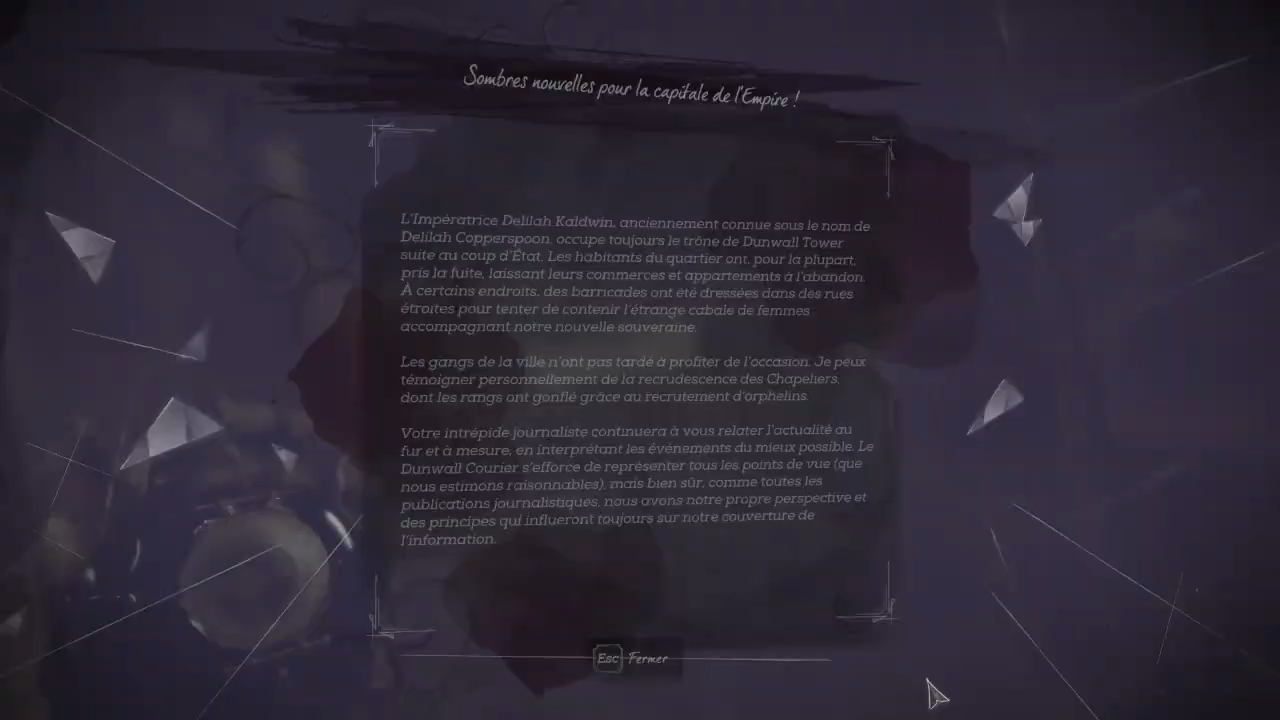 Sombres nouvelles pour la capitale de l'Empire !
L'Impératrice Delilah Kaldwin, anciennement connue sous le nom de
Delilah Copperspoon, occupe toujours le trône de Dunwall Tower
suite au coup d'État. Les habitants du quartier ont, pour la plupart,
pris la fuite, laissant leurs commerces et appartements à l'abandon.
À certains endroits, des barricades ont été dressées dans des rues
étroites pour tenter de contenir l'étrange cabale de femmes
accompagnant notre nouvelle souveraine.
Les gangs de la ville n'ont pas tardé à profiter de l'occasion. Je peux
témoigner personnellement de la recrudescence des Chapeliers,
dont les rangs ont gonflé grâce au recrutement d'orphelins.
Votre intrépide journaliste continuera à vous relater l'actualité au
fur et à mesure, en interprétant les événements du mieux possible. Le
Dunwall Courier s'efforce de représenter tous les points de vue (que
nous estimons raisonnables), mais bien sûr, comme toutes les
publications journalistiques, nous avons notre propre perspective et
des principes qui influeront toujours sur notre couverture de
l'information.
Esc Fermer